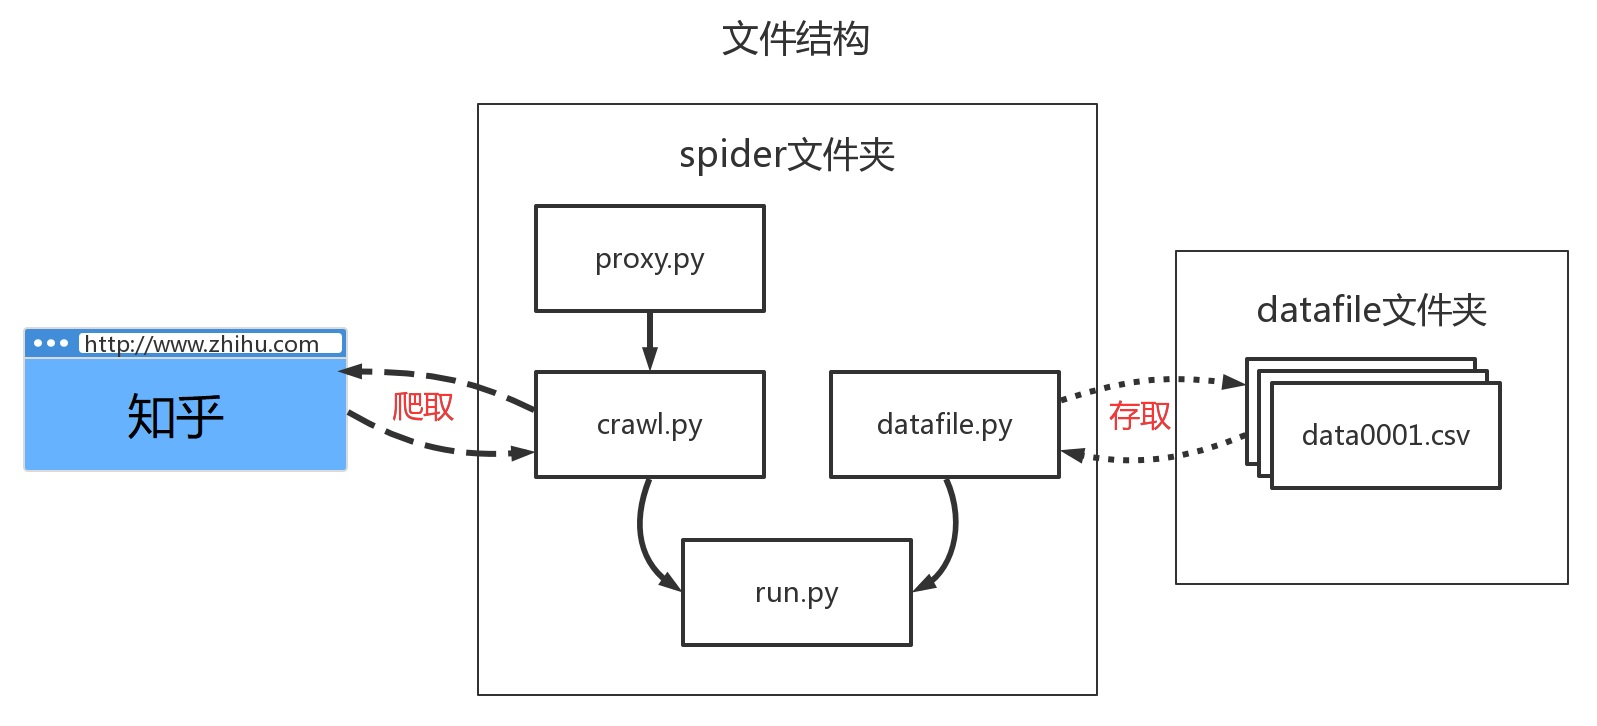 文件结构
spider文件夹
proxy.py
datafile文件夹
http://www.zhihu.com
知乎
爬取
crawl.py
datafile.py
存取
data0001.csv
run.py